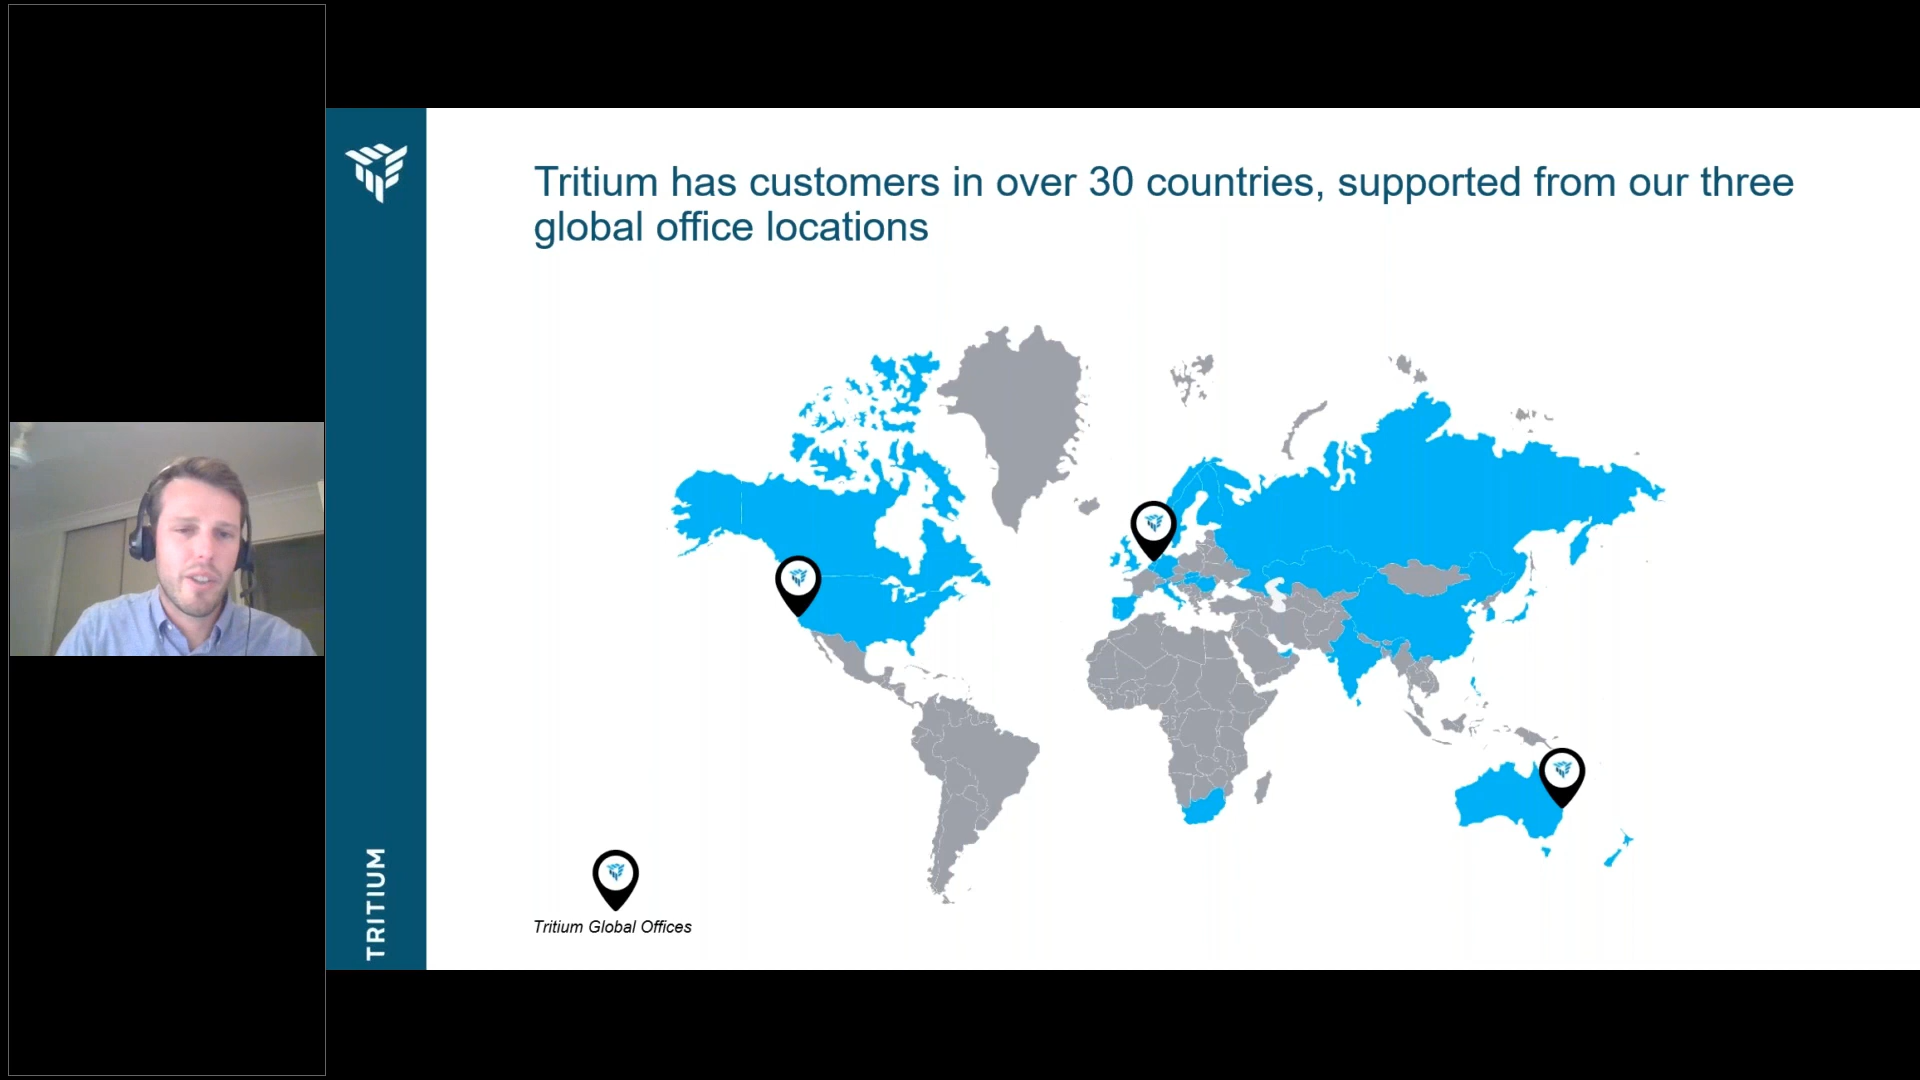 Tritium has customers in over 30 countries, supported from our three
global office locations
Tritium Global Offices
TRITIUM